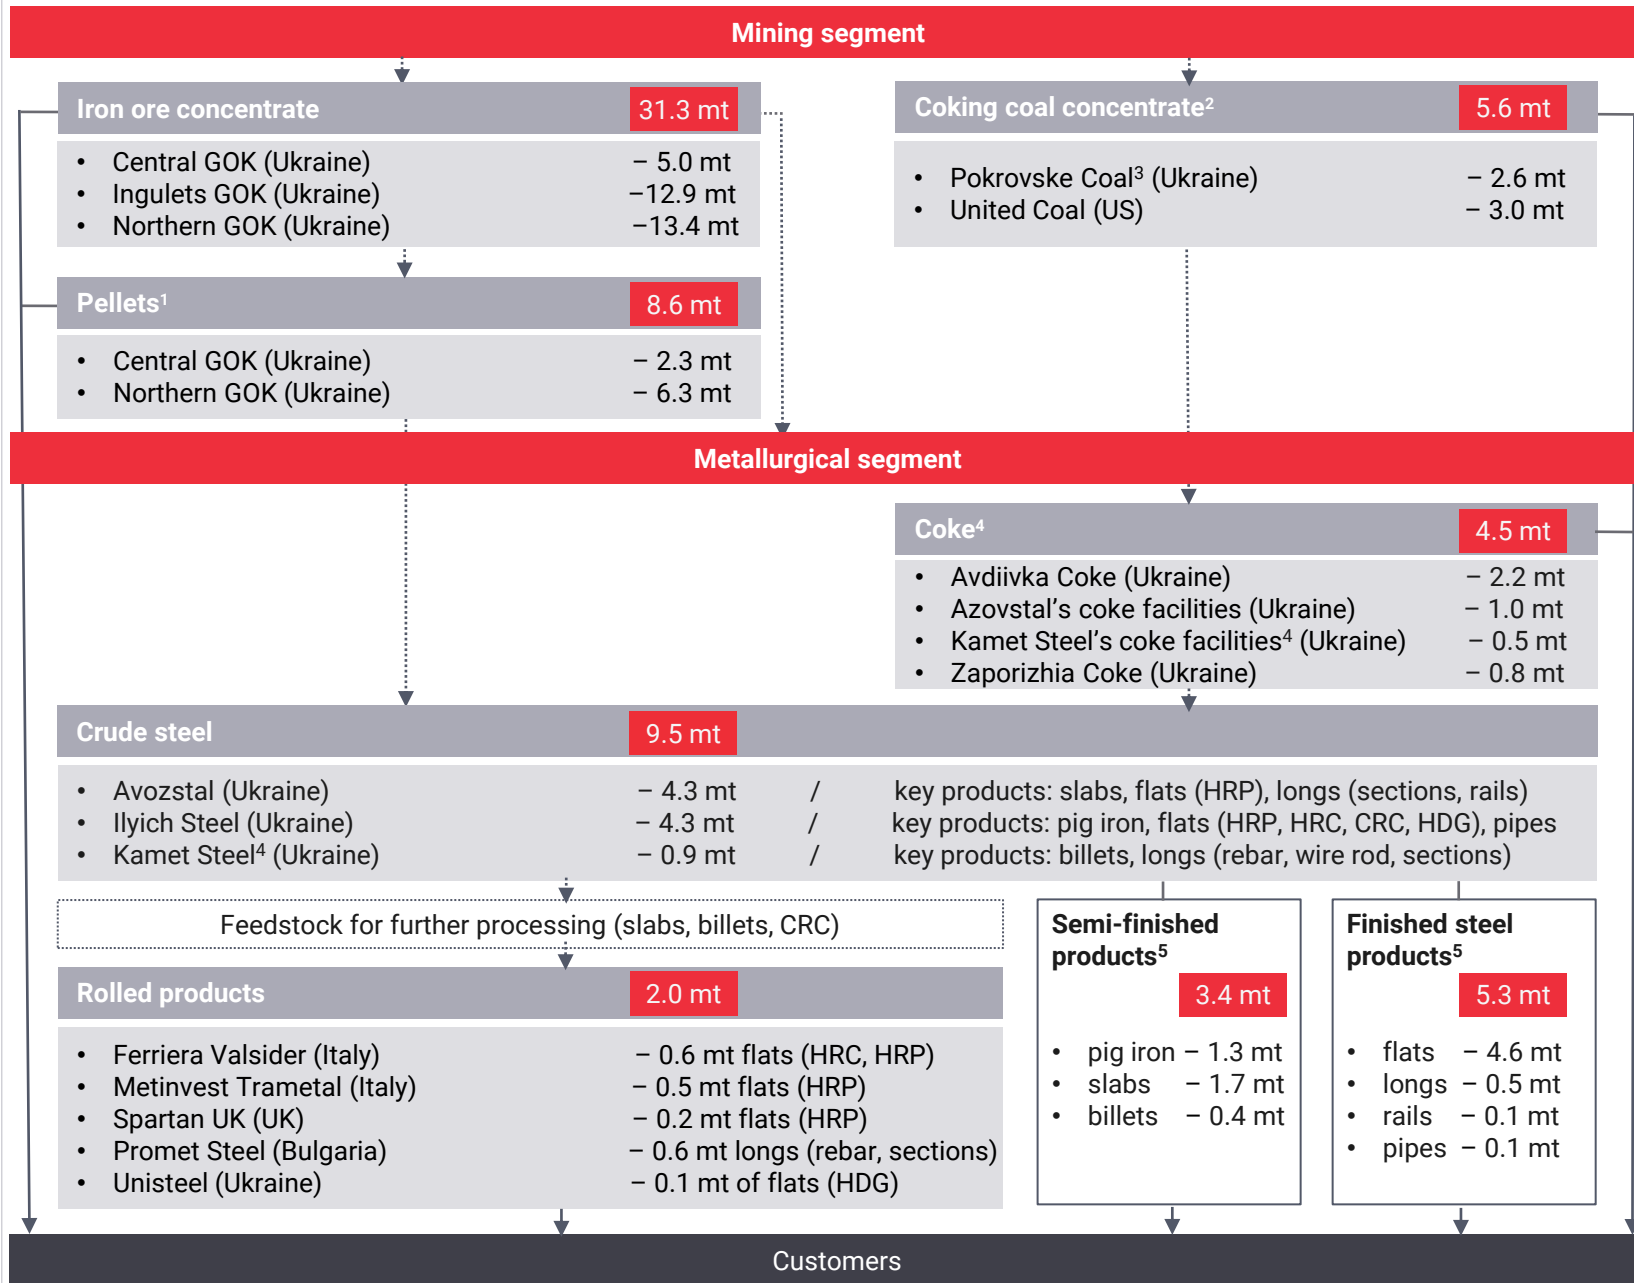 Mining segment
Iron ore concentrate 31.3 mt
• Central GOK (Ukraine) – 5.0 mt
• Ingulets GOK (Ukraine) –12.9 mt
• Northern GOK (Ukraine) –13.4 mt
Coking coal concentrate² 5.6 mt
• Pokrovske Coal³ (Ukraine) – 2.6 mt
• United Coal (US) – 3.0 mt
Pellets¹ 8.6 mt
• Central GOK (Ukraine) – 2.3 mt
• Northern GOK (Ukraine) – 6.3 mt
Metallurgical segment
Coke⁴ 4.5 mt
• Avdiivka Coke (Ukraine) – 2.2 mt
• Azovstal’s coke facilities (Ukraine) – 1.0 mt
• Kamet Steel’s coke facilities⁴ (Ukraine) – 0.5 mt
• Zaporizhia Coke (Ukraine) – 0.8 mt
Crude steel 9.5 mt
• Avozstal (Ukraine) – 4.3 mt / key products: slabs, flats (HRP), longs (sections, rails)
• Ilyich Steel (Ukraine) – 4.3 mt / key products: pig iron, flats (HRP, HRC, CRC, HDG), pipes
• Kamet Steel⁴ (Ukraine) – 0.9 mt / key products: billets, longs (rebar, wire rod, sections)
Feedstock for further processing (slabs, billets, CRC)
Rolled products 2.0 mt
• Ferriera Valsider (Italy) – 0.6 mt flats (HRC, HRP)
• Metinvest Trametal (Italy) – 0.5 mt flats (HRP)
• Spartan UK (UK) – 0.2 mt flats (HRP)
• Promet Steel (Bulgaria) – 0.6 mt longs (rebar, sections)
• Unisteel (Ukraine) – 0.1 mt of flats (HDG)
Semi-finished
products⁵
3.4 mt
• pig iron – 1.3 mt
• slabs – 1.7 mt
• billets – 0.4 mt
Finished steel
products⁵
5.3 mt
• flats – 4.6 mt
• longs – 0.5 mt
• rails – 0.1 mt
• pipes – 0.1 mt
Customers